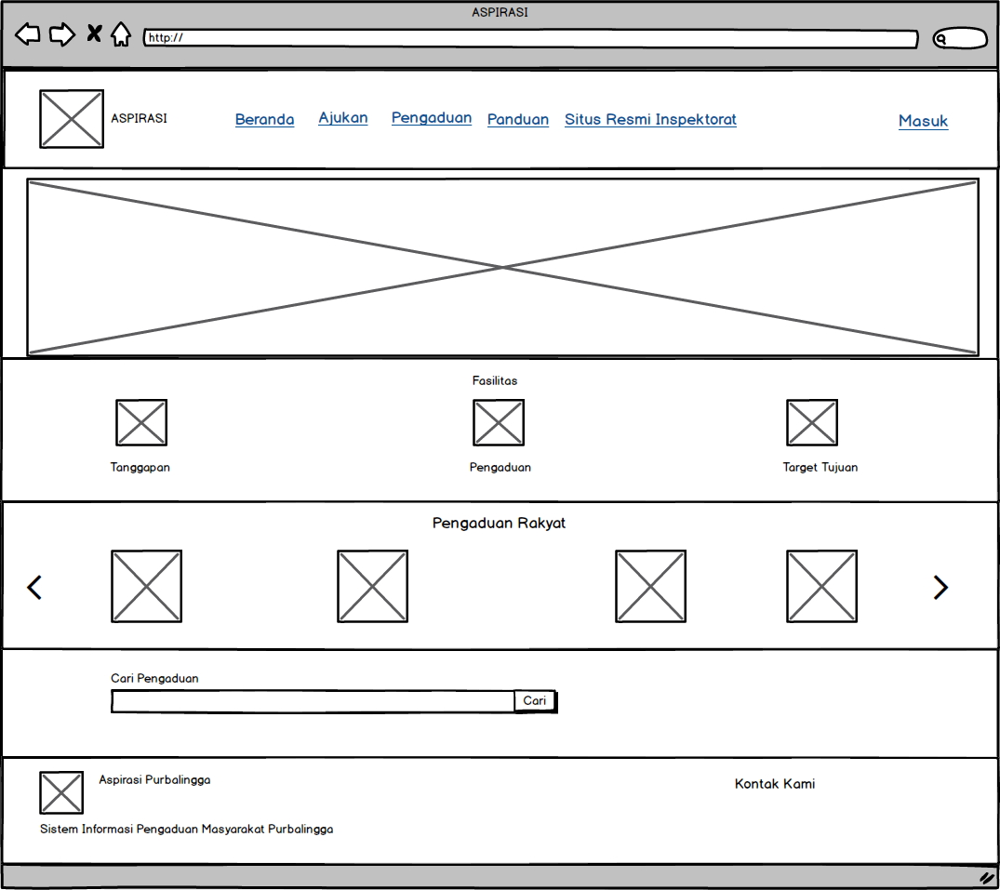 ASPIRASI
http://
ASPIRASI
Beranda
Ajukan
Pengaduan
Panduan
Situs Resmi Inspektorat
Masuk
Fasilitas
Tanggapan
Pengaduan
Target Tujuan
Pengaduan Rakyat
Cari Pengaduan
Cari
Aspirasi Purbalingga
Kontak Kami
Sistem Informasi Pengaduan Masyarakat Purbalingga